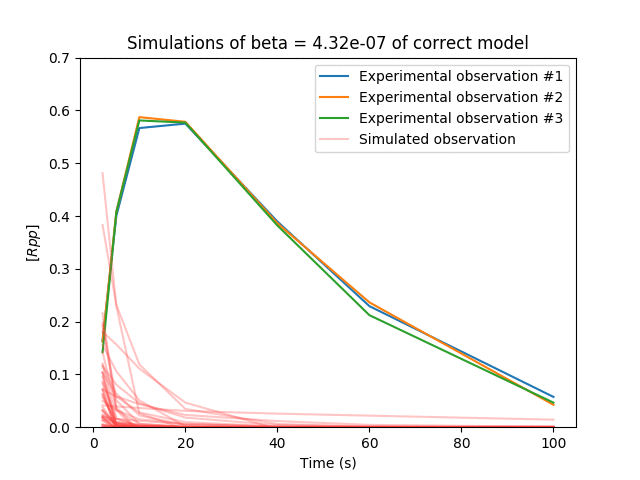 Simulations of beta = 4.32e-07 of correct model
Experimental observation #1
Experimental observation #2
Experimental observation #3
Simulated observation
0.7
0.6
0.5
0.4
0.3
0.2
0.1
0.0
[Rpp]
0
20
40
60
80
100
Time (s)